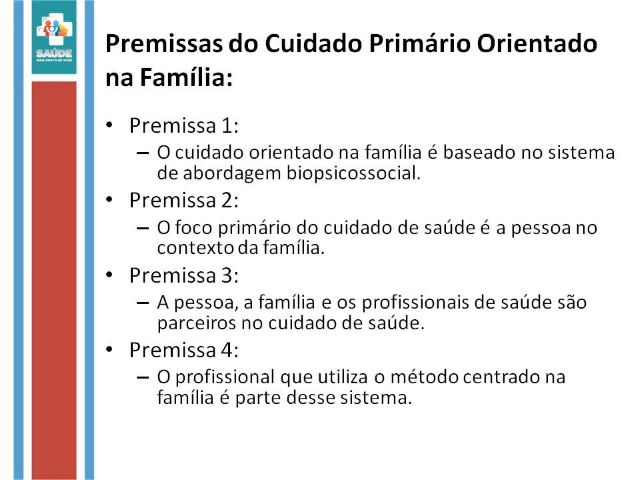 SAÚDE
Premissas do Cuidado Primário Orientado
na Família:
• Premissa 1:
– O cuidado orientado na família é baseado no sistema
de abordagem biopsicossocial.
• Premissa 2:
– O foco primário do cuidado de saúde é a pessoa no
contexto da família.
• Premissa 3:
– A pessoa, a família e os profissionais de saúde são
parceiros no cuidado de saúde.
• Premissa 4:
– O profissional que utiliza o método centrado na
família é parte desse sistema.